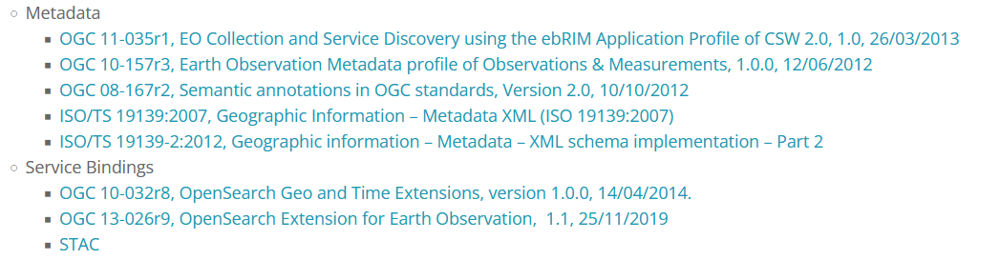 Metadata
OGC 11-035r1, EO Collection and Service Discovery using the ebRIM Application Profile of CSW 2.0, 1.0, 26/03/2013
OGC 10-157r3, Earth Observation Metadata profile of Observations & Measurements, 1.0.0, 12/06/2012
OGC 08-167r2, Semantic annotations in OGC standards, Version 2.0, 10/10/2012
ISO/TS 19139:2007, Geographic Information – Metadata XML (ISO 19139:2007)
ISO/TS 19139-2:2012, Geographic information – Metadata – XML schema implementation – Part 2
Service Bindings
OGC 10-032r8, OpenSearch Geo and Time Extensions, version 1.0.0, 14/04/2014.
OGC 13-026r9, OpenSearch Extension for Earth Observation,  1.1, 25/11/2019
STAC